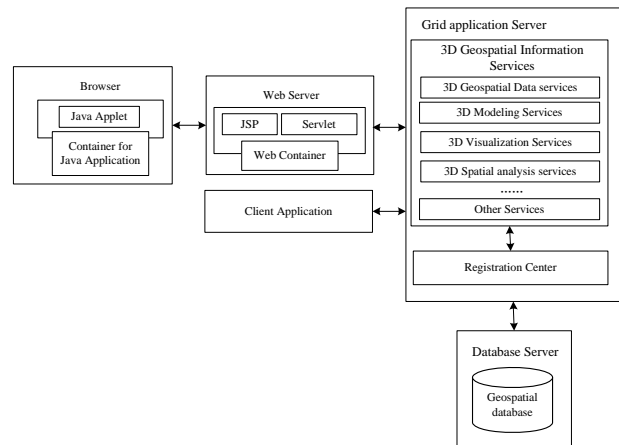 Browser
Java Applet
Container for
Java Application
Web Server
JSP
Servlet
Web Container
Client Application
Grid application Server
3D Geospatial Information
Services
3D Geospatial Data services
3D Modeling Services
3D Visualization Services
3D Spatial analysis services
......
Other Services
Registration Center
Database Server
Geospatial
database